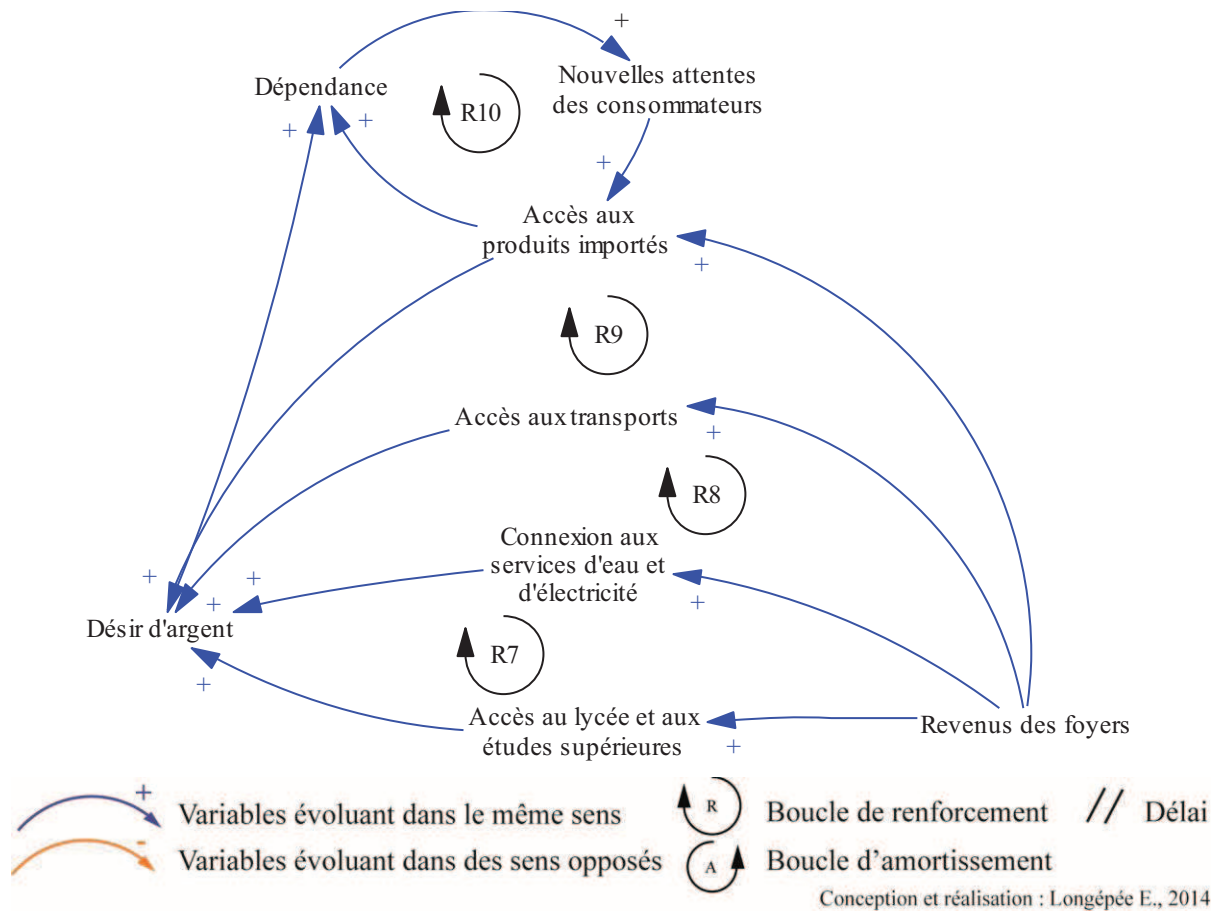 +
Dépendance
Nouvelles attentes
des consommateurs
+
+
R10
+
Accès aux
produits importés
+
R9
Accès aux transports
+
R8
Connexion aux
services d'eau et
d'électricité
+
+
+
+
Désir d'argent
R7
+
Accès au lycée et aux
études supérieures
+
Revenus des foyers
+
Variables évoluant dans le même sens
R
Boucle de renforcement
//
Délai
-
Variables évoluant dans des sens opposés
A
Boucle d'amortissement
Conception et réalisation : Longépée E., 2014